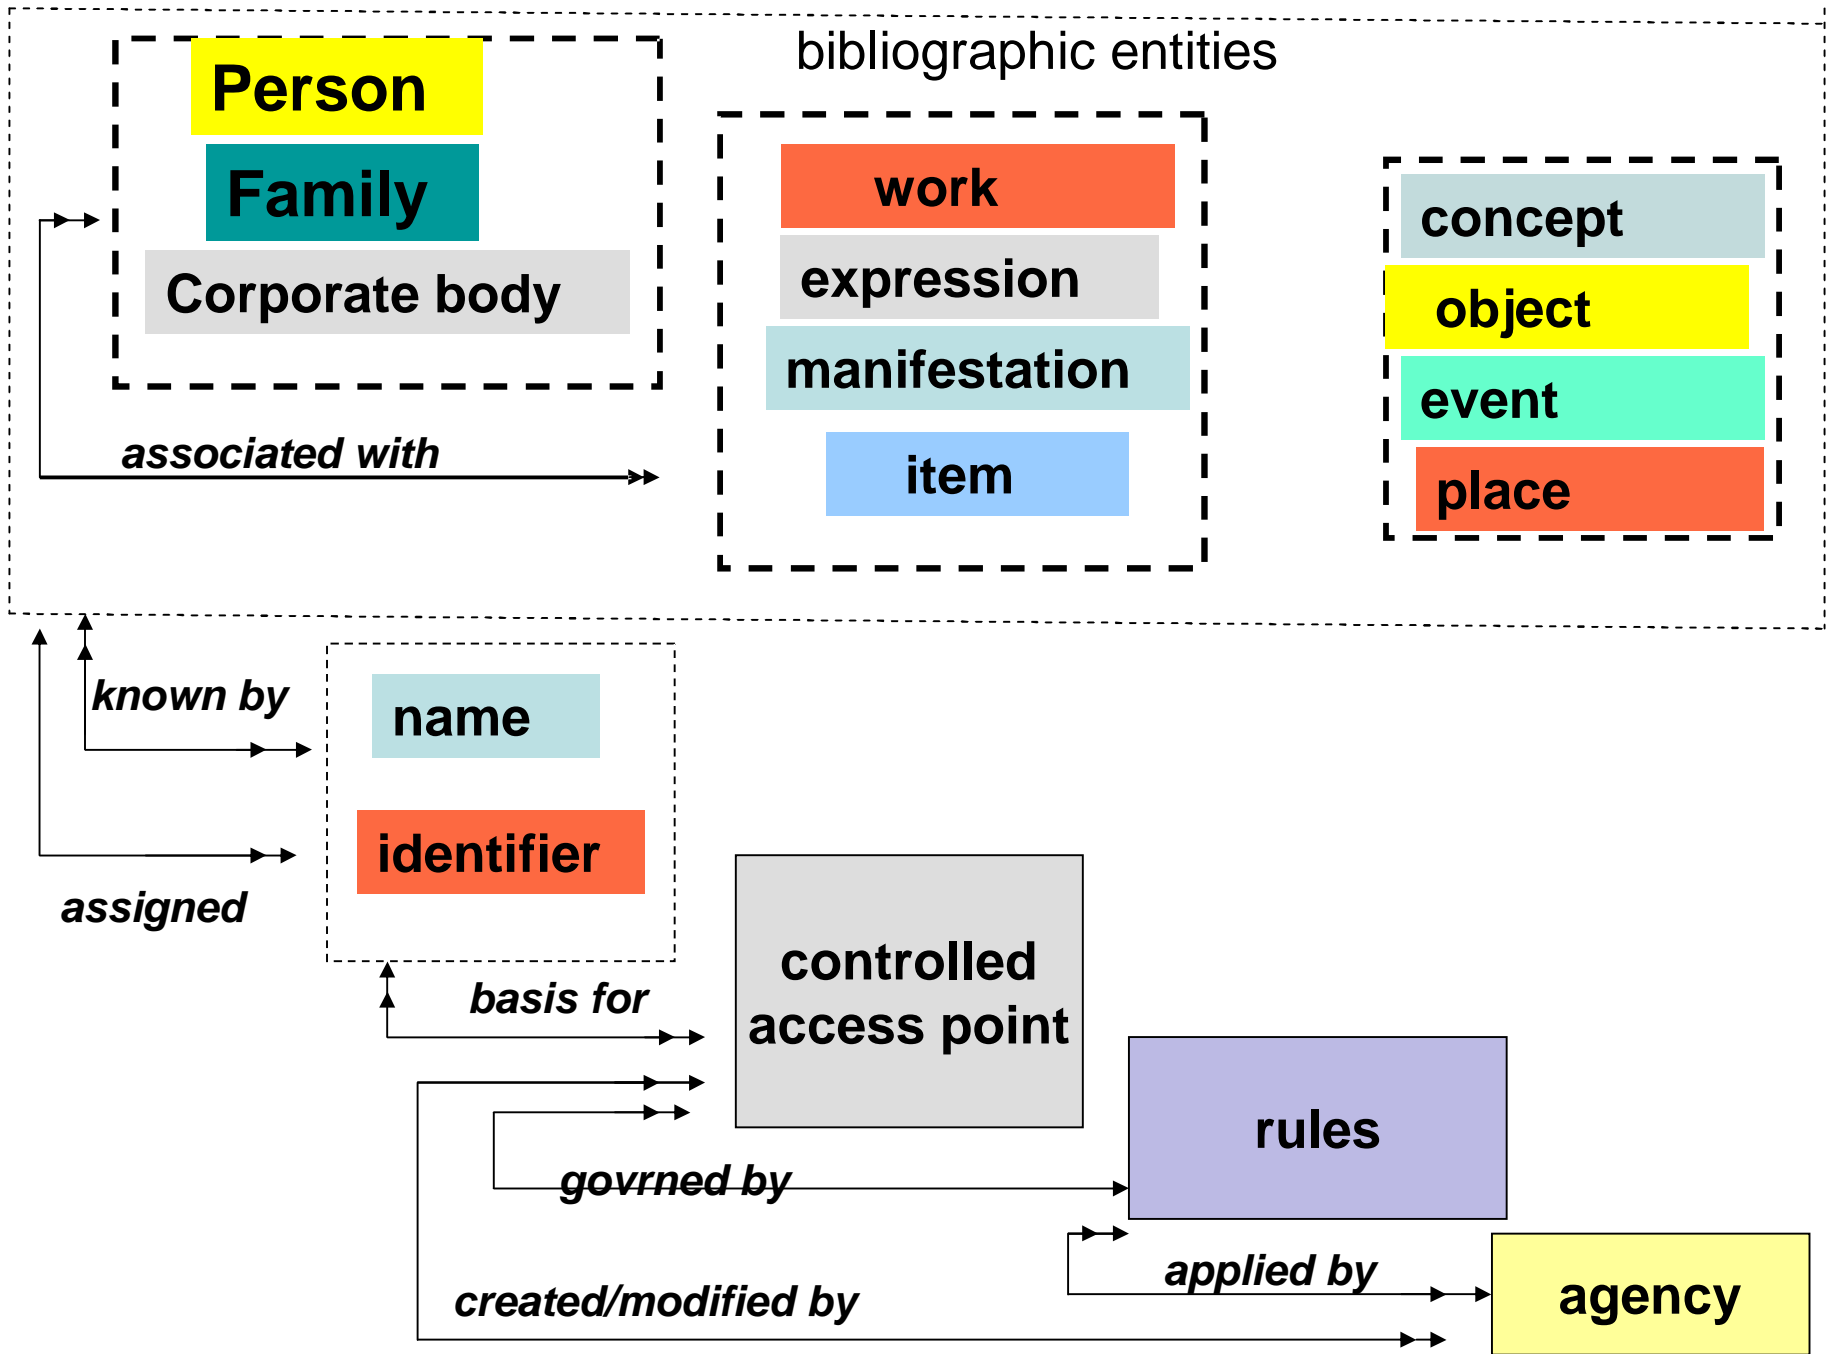 bibliographic entities
Person
Family
Corporate body
associated with
work
expression
manifestation
item
concept
object
event
place
known by
name
identifier
assigned
basis for
controlled
access point
govrned by
rules
applied by
created/modified by
agency